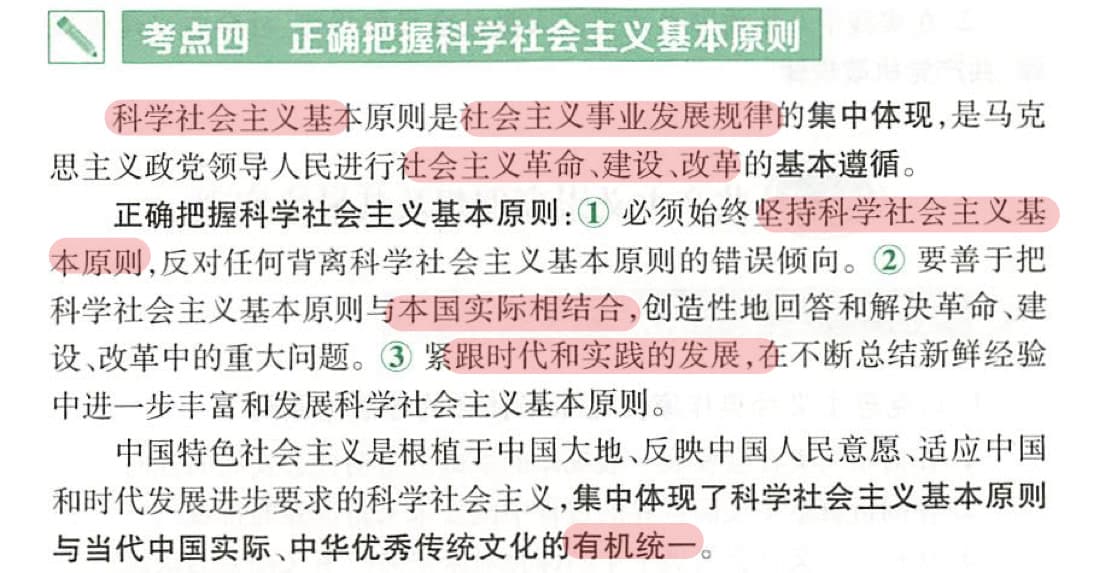 考点四 正确把握科学社会主义基本原则
科学社会主义基本原则是社会主义事业发展规律的集中体现,是马克
思主义政党领导人民进行社会主义革命、建设、改革的基本遵循。
正确把握科学社会主义基本原则:① 必须始终坚持科学社会主义基
本原则,反对任何背离科学社会主义基本原则的错误倾向。② 要善于把
科学社会主义基本原则与本国实际相结合,创造性地回答和解决革命、建
设、改革中的重大问题。③ 紧跟时代和实践的发展,在不断总结新鲜经验
中进一步丰富和发展科学社会主义基本原则。
中国特色社会主义是根植于中国大地、反映中国人民意愿、适应中国
和时代发展进步要求的科学社会主义,集中体现了科学社会主义基本原则
与当代中国实际、中华优秀传统文化的有机统一。